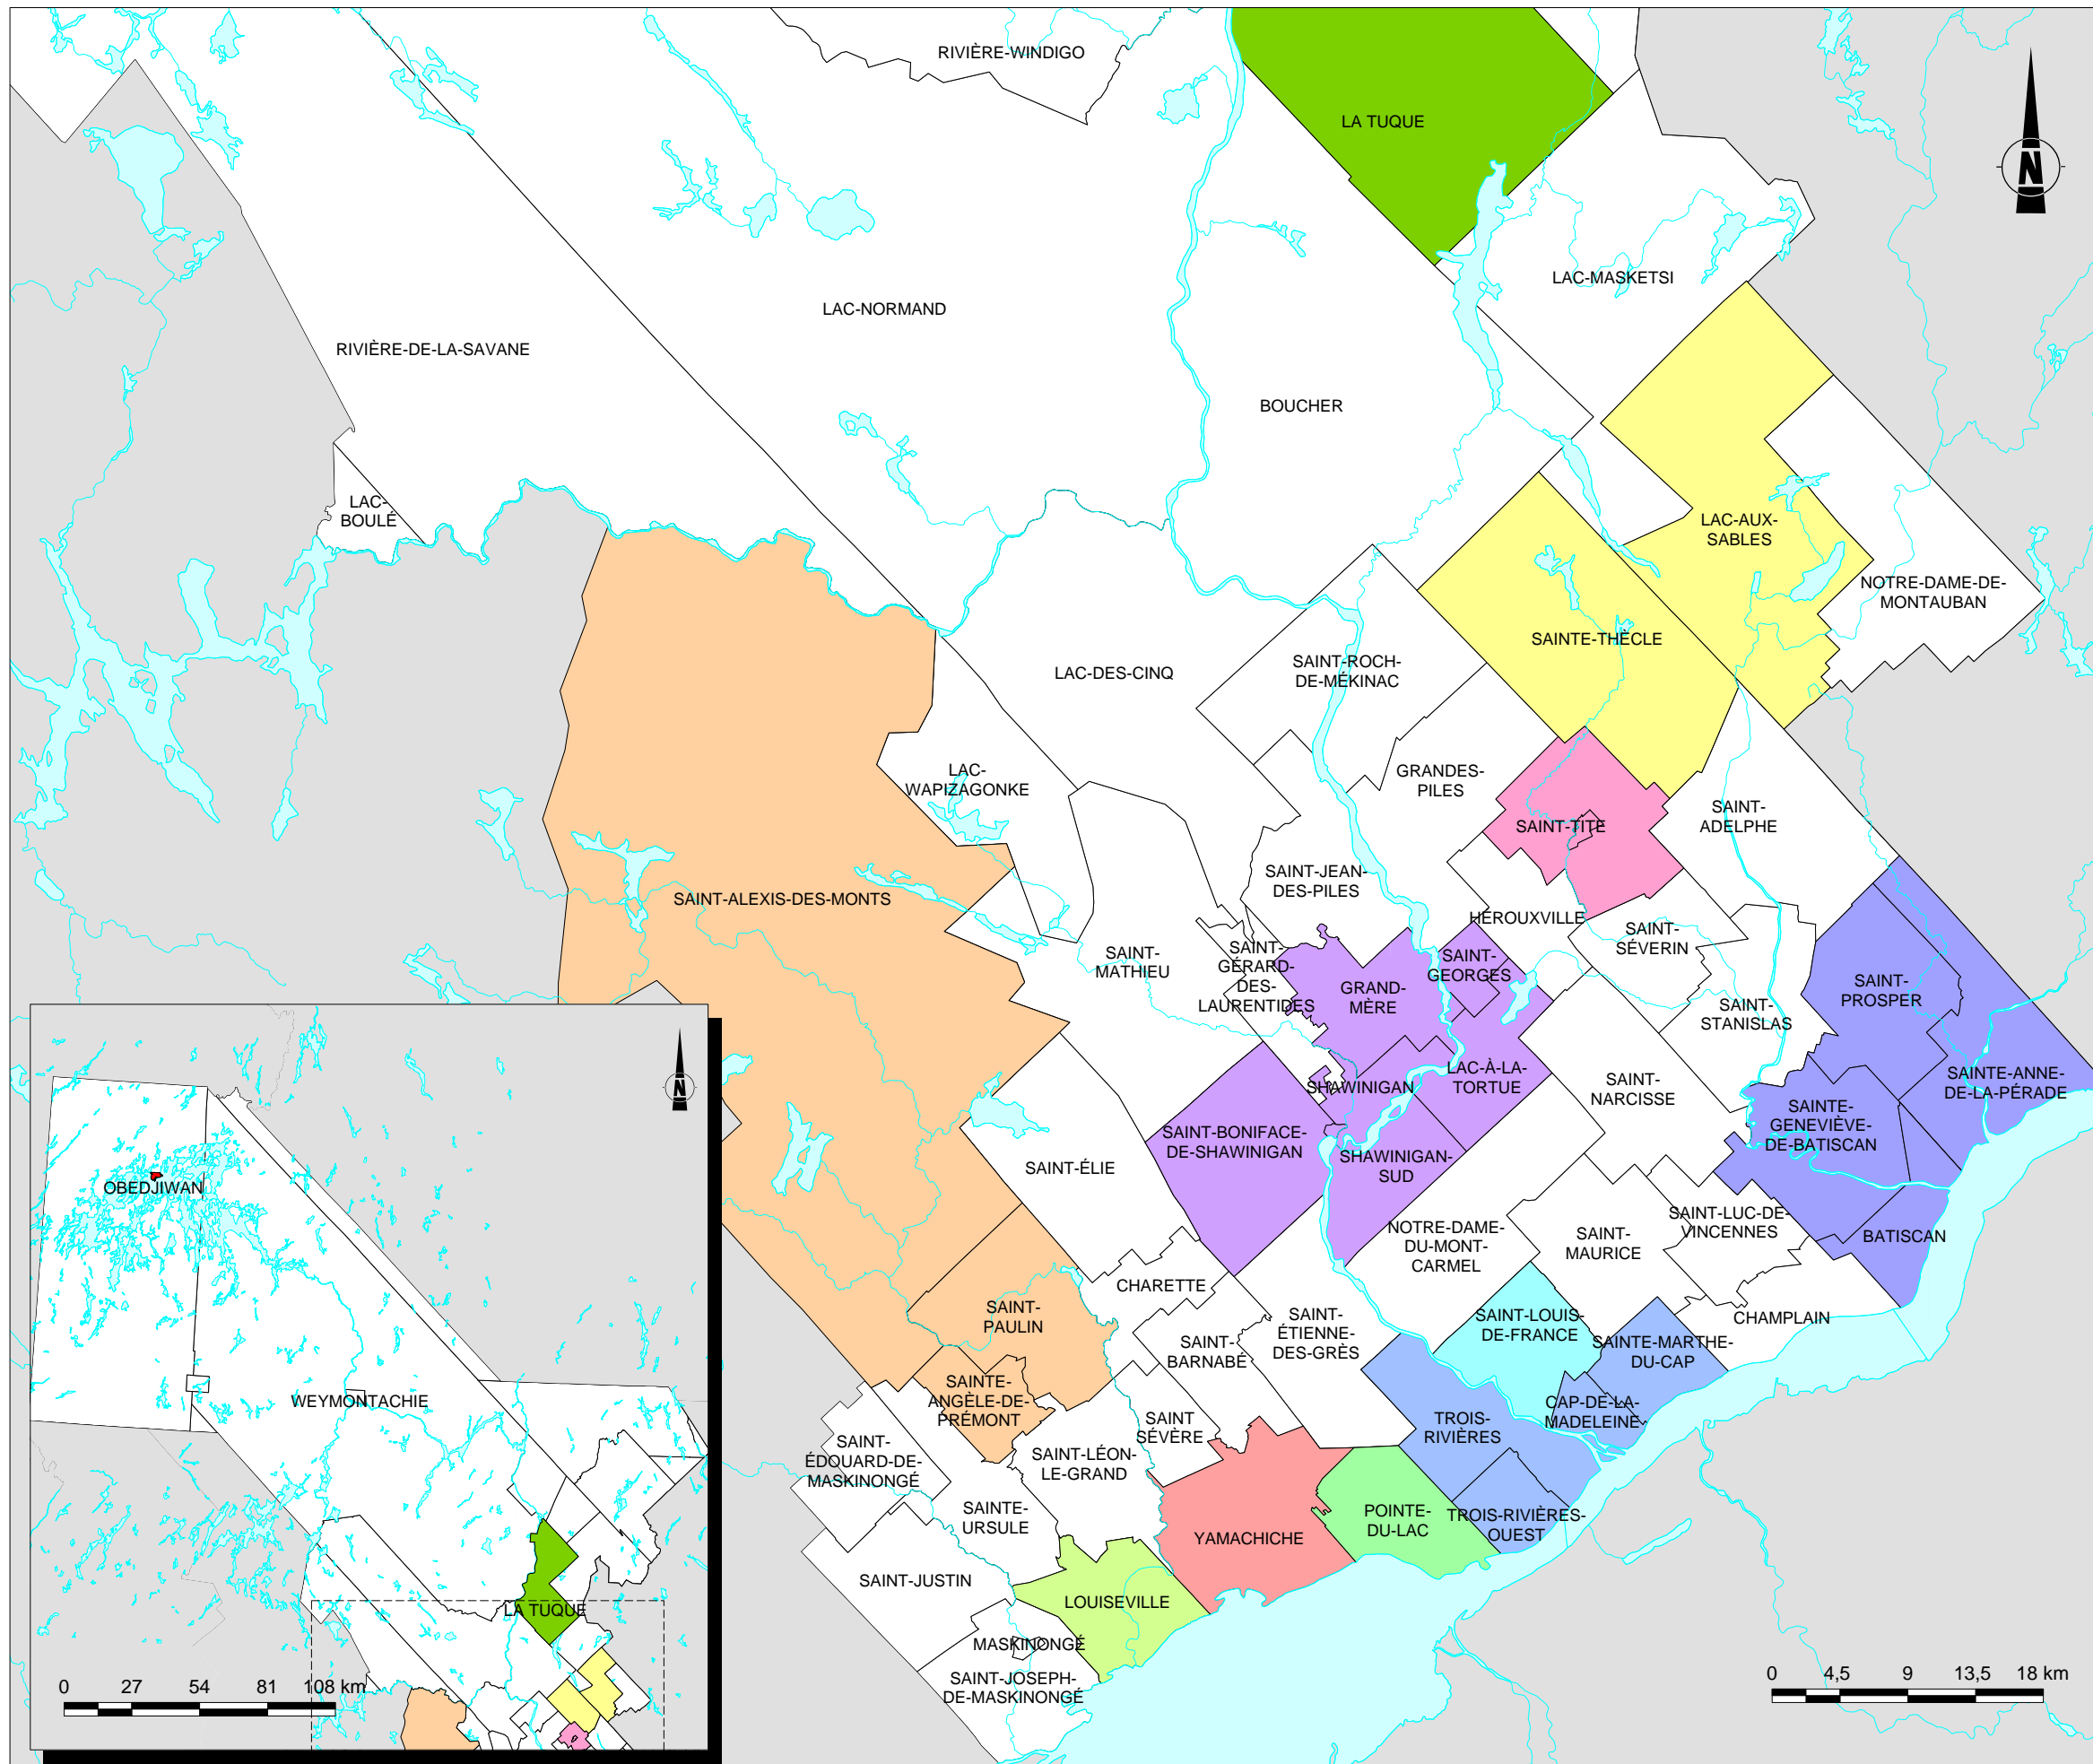 RIVIÈRE-WINDIGO
LA TUQUE
N
LAC-MASKETSI
LAC-NORMAND
RIVIÈRE-DE-LA-SAVANE
BOUCHER
LAC-
BOULÉ
LAC-AUX-
SABLES
NOTRE-DAME-DE-
MONTAUBAN
SAINTE-THÈCLE
SAINT-ROCH-
DE-MÉKINAC
LAC-DES-CINQ
LAC-
WAPIZAGONKE
GRANDES-
PILES
SAINT-TITE
SAINT-
ADELPHE
SAINT-JEAN-
DES-PILES
SAINT-ALEXIS-DES-MONTS
HÉROUXVILLE
SAINT-
SÉVERIN
SAINT-
MATHIEU
SAINT-
GÉRARD-
DES-
LAURENTIDES
GRAND-
MÈRE
SAINT-
GEORGES
SAINT-
PROSPER
SAINT-
STANISLAS
SHAWINIGAN
LAC-À-LA-
TORTUE
SAINT-
NARCISSE
SAINTE-ANNE-
DE-LA-PÉRADE
SAINTE-
GENEVIÈVE-
DE-BATISCAN
SAINT-BONIFACE-
DE-SHAWINIGAN
SHAWINIGAN-
SUD
SAINT-ÉLIE
NOTRE-DAME-
DU-MONT-
CARMEL
SAINT-
MAURICE
SAINT-LUC-DE-
VINCENNES
BATISCAN
CHARETTE
SAINT-
PAULIN
SAINT-
ÉTIENNE-
DES-GRÈS
SAINT-
BARNABÉ
SAINT-LOUIS-
DE-FRANCE
SAINTE-MARTHE-
DU-CAP
CHAMPLAIN
SAINTE-
ANGÈLE-DE-
PRÉMONT
CAP-DE-LA-
MADELEINE
TROIS-
RIVIÈRES
SAINT
SÉVÈRE
SAINT-
ÉDOUARD-DE-
MASKINONGÉ
SAINT-LÉON-
LE-GRAND
SAINTE-
URSULE
POINTE-
DU-LAC
TROIS-RIVIÈRES-
OUEST
YAMACHICHE
SAINT-JUSTIN
LOUISEVILLE
MASKINONGÉ
SAINT-JOSEPH-
DE-MASKINONGÉ
0 4,5 9 13,5 18 km
N
OBEDJIWAN
WEYMONTACHIE
LA TUQUE
0 27 54 81 108 km